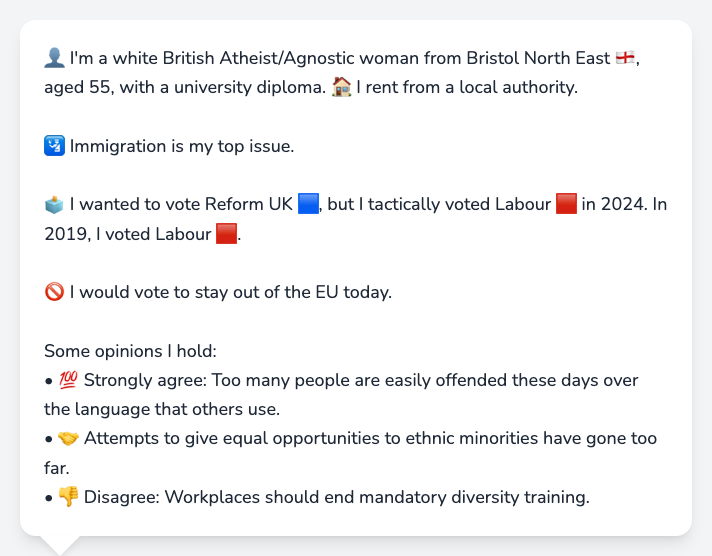 👤 I'm a white British Atheist/Agnostic woman from Bristol North East 🏴󠁧󠁢󠁥󠁮󠁧󠁿,
aged 55, with a university diploma. 🏠 I rent from a local authority.
🛂 Immigration is my top issue.
🗳️ I wanted to vote Reform UK 🟦, but I tactically voted Labour 🟥 in 2024. In
2019, I voted Labour 🟥.
🚫 I would vote to stay out of the EU today.
Some opinions I hold:
• 💯 Strongly agree: Too many people are easily offended these days over
the language that others use.
• 🤝 Attempts to give equal opportunities to ethnic minorities have gone too
far.
• 👎 Disagree: Workplaces should end mandatory diversity training.